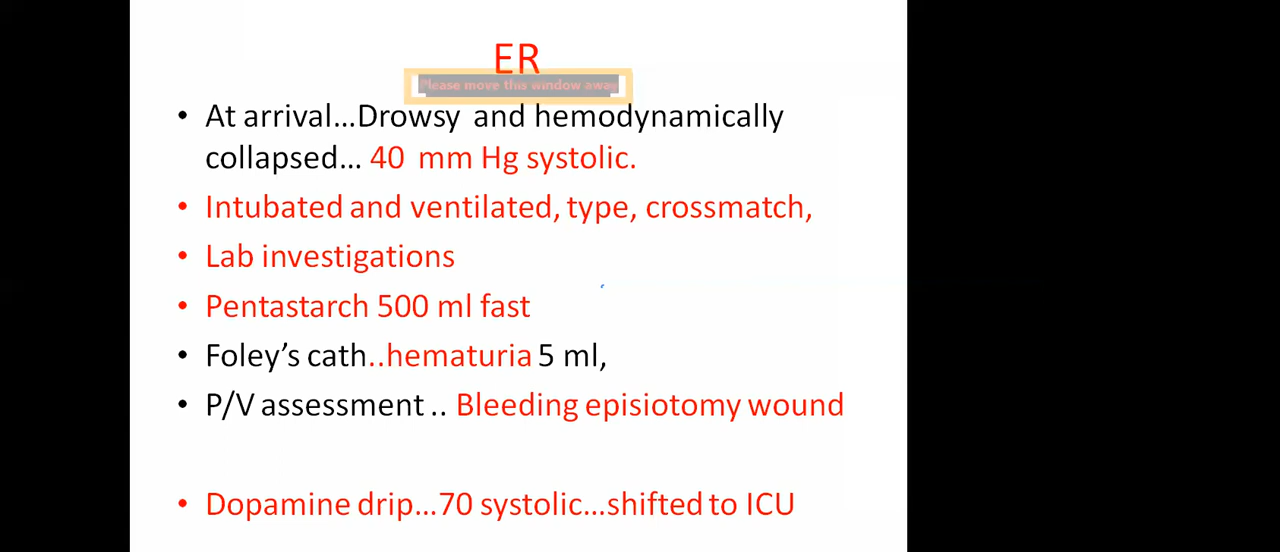 ER
Please move this window away
• At arrival...Drowsy and hemodynamically
collapsed... 40 mm Hg systolic.
• Intubated and ventilated, type, crossmatch,
• Lab investigations
• Pentastarch 500 ml fast
• Foley's cath..hematuria 5 ml,
• P/V assessment .. Bleeding episiotomy wound
• Dopamine drip...70 systolic...shifted to ICU